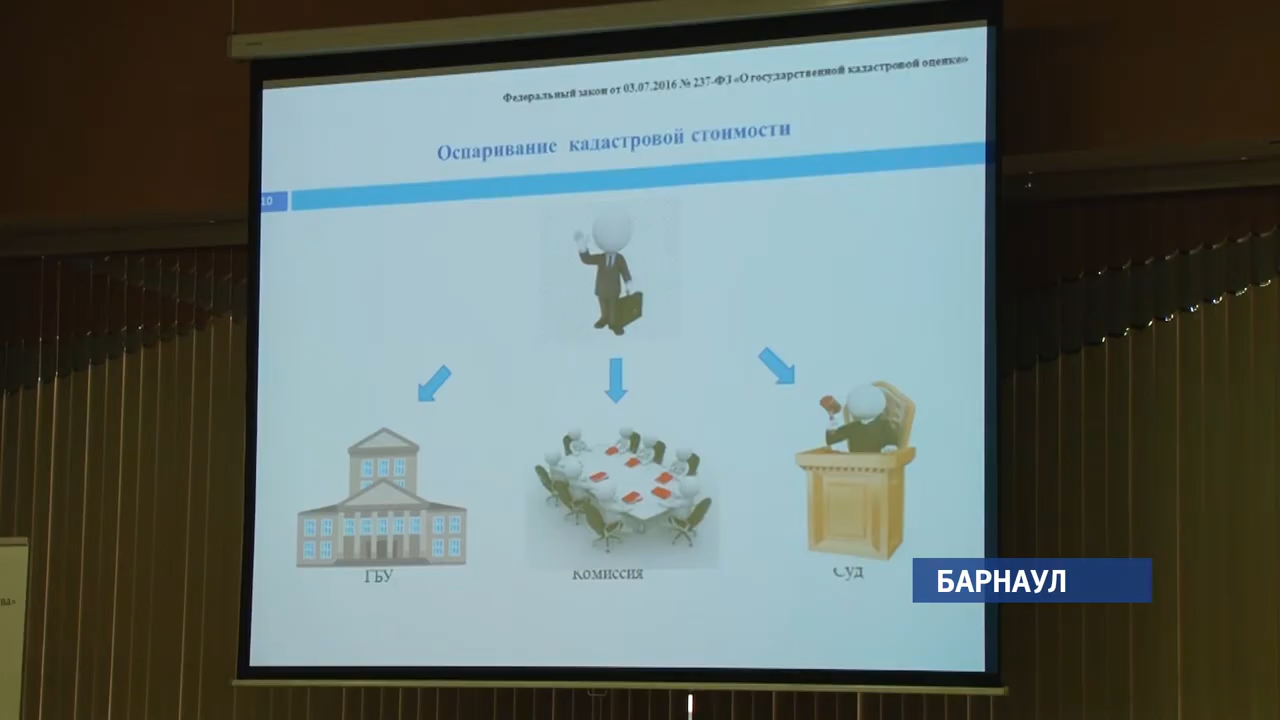 Федеральный закон от 03.07.2016 № 237-ФЗ «О государственной кадастровой оценке»
Оспаривание кадастровой стоимости
10
ГБУ
Комиссия
Суд
ва»
БАРНАУЛ